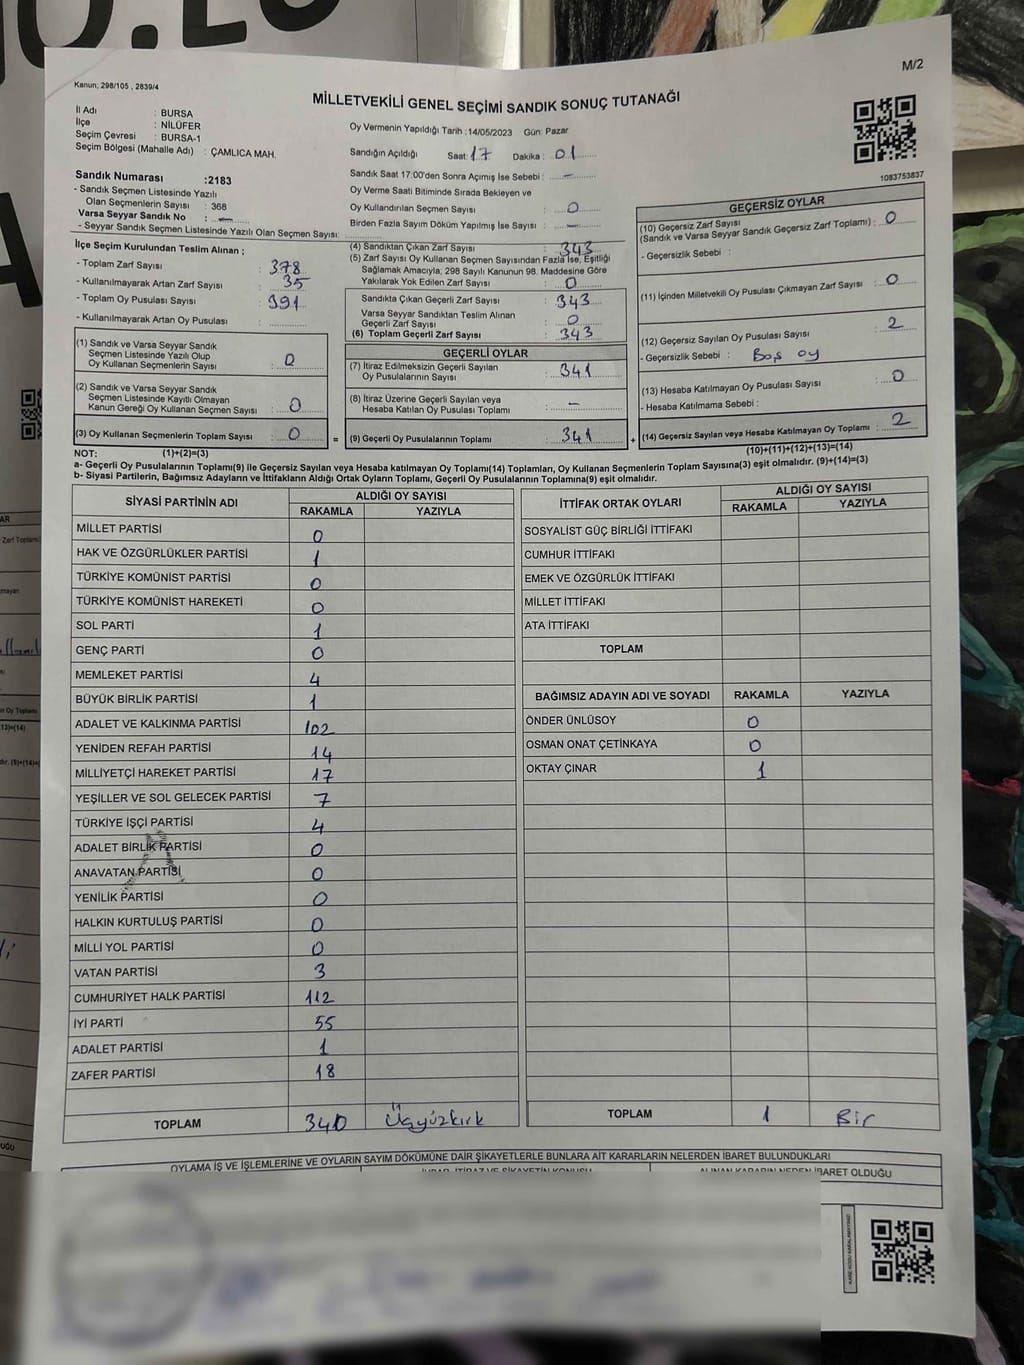 M/2
Kanun; 298/105 , 2839/4
MİLLETVEKİLİ GENEL SEÇİMİ SANDIK SONUÇ TUTANAĞI
İl Adı : BURSA
İlçe : NİLÜFER
Seçim Çevresi : BURSA-1
Seçim Bölgesi (Mahalle Adı) : ÇAMLICA MAH.
Oy Vermenin Yapıldığı Tarih :14/05/2023 Gün: Pazar
Sandığın Açıldığı Saat: 17 Dakika : 01
Sandık Saat 17:00'den Sonra Açımış İse Sebebi : -
Oy Verme Saati Bitiminde Sırada Bekleyen ve
Oy Kullandırılan Seçmen Sayısı : 0
Birden Fazla Sayım Döküm Yapılmış İse Sayısı : -
1083753837
Sandık Numarası :2183
- Sandık Seçmen Listesinde Yazılı
Olan Seçmenlerin Sayısı : 368
Varsa Seyyar Sandık No : -
- Seyyar Sandık Seçmen Listesinde Yazılı Olan Seçmen Sayısı:
İlçe Seçim Kurulundan Teslim Alınan ;
- Toplam Zarf Sayısı : 378
- Kullanılmayarak Artan Zarf Sayısı : 35
- Toplam Oy Pusulası Sayısı : 391
- Kullanılmayarak Artan Oy Pusulası :
(1) Sandık ve Varsa Seyyar Sandık
Seçmen Listesinde Yazılı Olup
Oy Kullanan Seçmenlerin Sayısı : 0
(2) Sandık ve Varsa Seyyar Sandık
Seçmen Listesinde Kayıtlı Olmayan
Kanun Gereği Oy Kullanan Seçmen Sayısı : 0
(3) Oy Kullanan Seçmenlerin Toplam Sayısı : 0 =
(4) Sandıktan Çıkan Zarf Sayısı : 343
(5) Zarf Sayısı Oy Kullanan Seçmen Sayısından Fazla İse, Eşitliği
Sağlamak Amacıyla; 298 Sayılı Kanunun 98. Maddesine Göre
Yakılarak Yok Edilen Zarf Sayısı : 0
Sandıkta Çıkan Geçerli Zarf Sayısı : 343
Varsa Seyyar Sandıktan Teslim Alınan
Geçerli Zarf Sayısı : 0
(6) Toplam Geçerli Zarf Sayısı : 343
GEÇERLİ OYLAR
(7) İtiraz Edilmeksizin Geçerli Sayılan
Oy Pusulalarının Sayısı : 341
(8) İtiraz Üzerine Geçerli Sayılan veya
Hesaba Katılan Oy Pusulası Toplamı : -
(9) Geçerli Oy Pusulalarının Toplamı : 341 +
GEÇERSİZ OYLAR
(10) Geçersiz Zarf Sayısı
(Sandık ve Varsa Seyyar Sandık Geçersiz Zarf Toplamı) : 0
- Geçersizlik Sebebi :
(11) İçinden Milletvekili Oy Pusulası Çıkmayan Zarf Sayısı : 0
(12) Geçersiz Sayılan Oy Pusulası Sayısı : 2
- Geçersizlik Sebebi : Boş oy
(13) Hesaba Katılmayan Oy Pusulası Sayısı : 0
- Hesaba Katılmama Sebebi :
(14) Geçersiz Sayılan veya Hesaba Katılmayan Oy Toplamı : 2
NOT: (1)+(2)=(3)
(10)+(11)+(12)+(13)=(14)
a- Geçerli Oy Pusulalarının Toplamı(9) ile Geçersiz Sayılan veya Hesaba katılmayan Oy Toplamı(14) Toplamları, Oy Kullanan Seçmenlerin Toplam Sayısına(3) eşit olmalıdır. (9)+(14)=(3)
b- Siyasi Partilerin, Bağımsız Adayların ve İttifakların Aldığı Ortak Oyların Toplamı, Geçerli Oy Pusulalarının Toplamına(9) eşit olmalıdır.
SİYASİ PARTİNİN ADI ALDIĞI OY SAYISI
RAKAMLA YAZIYLA
MİLLET PARTİSİ 0
HAK VE ÖZGÜRLÜKLER PARTİSİ 1
TÜRKİYE KOMÜNİST PARTİSİ 0
TÜRKİYE KOMÜNİST HAREKETİ 0
SOL PARTİ 1
GENÇ PARTİ 0
MEMLEKET PARTİSİ 4
BÜYÜK BİRLİK PARTİSİ 1
ADALET VE KALKINMA PARTİSİ 102
YENİDEN REFAH PARTİSİ 14
MİLLİYETÇİ HAREKET PARTİSİ 17
YEŞİLLER VE SOL GELECEK PARTİSİ 7
TÜRKİYE İŞÇİ PARTİSİ 4
ADALET BİRLİK PARTİSİ 0
ANAVATAN PARTİSİ 0
YENİLİK PARTİSİ 0
HALKIN KURTULUŞ PARTİSİ 0
MİLLİ YOL PARTİSİ 0
VATAN PARTİSİ 3
CUMHURİYET HALK PARTİSİ 112
İYİ PARTİ 55
ADALET PARTİSİ 1
ZAFER PARTİSİ 18
TOPLAM 340 Üçyüzkırk
İTTİFAK ORTAK OYLARI ALDIĞI OY SAYISI
RAKAMLA YAZIYLA
SOSYALİST GÜÇ BİRLİĞİ İTTİFAKI
CUMHUR İTTİFAKI
EMEK VE ÖZGÜRLÜK İTTİFAKI
MİLLET İTTİFAKI
ATA İTTİFAKI
TOPLAM
BAĞIMSIZ ADAYIN ADI VE SOYADI RAKAMLA YAZIYLA
ÖNDER ÜNLÜSOY 0
OSMAN ONAT ÇETİNKAYA 0
OKTAY ÇINAR 1
TOPLAM 1 Bir
OYLAMA İŞ VE İŞLEMLERİNE VE OYLARIN SAYIM DÖKÜMÜNE DAİR ŞİKAYETLERLE BUNLARA AİT KARARLARIN NELERDEN İBARET BULUNDUKLARI